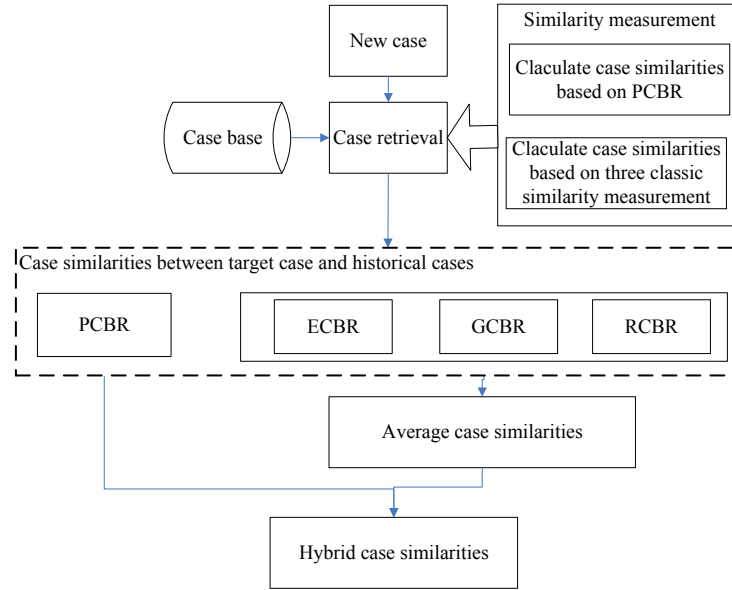 New case
Similarity measurement
Claculate case similarities
based on PCBR
Case base
Case retrieval
Claculate case similarities
based on three classic
similarity measurement
Case similarities between target case and historical cases
PCBR
ECBR
GCBR
RCBR
Average case similarities
Hybrid case similarities